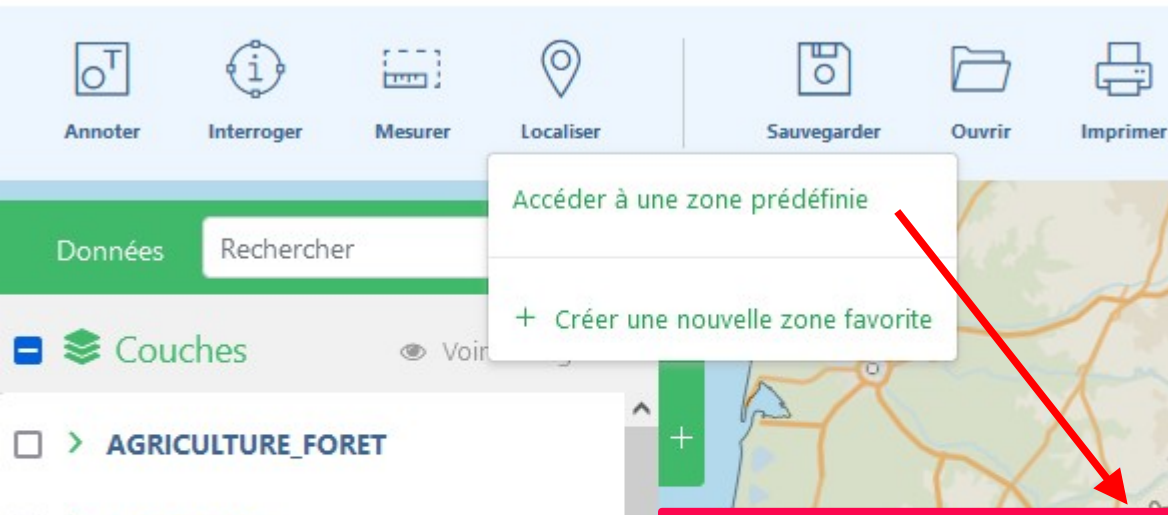 Annoter Interroger Mesurer Localiser Sauvegarder Ouvrir Imprimer
Accéder à une zone prédéfinie
Données Rechercher
+ Créer une nouvelle zone favorite
Couches Voir
+
> AGRICULTURE_FORET